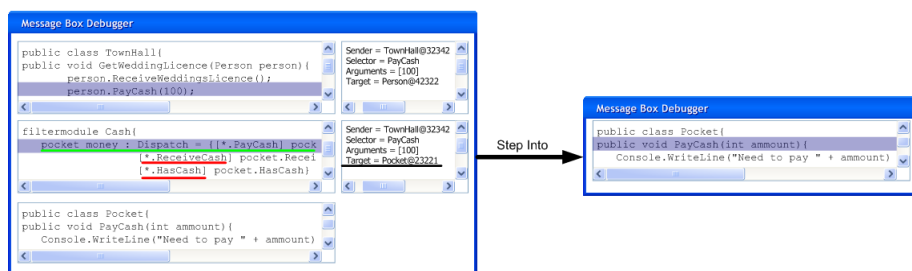 Message Box Debugger
public class TownHall{
public void GetWeddingLicence(Person person){
person.ReceiveWeddingsLicence();
person.PayCash(100);
Sender = TownHall@32342
Selector = PayCash
Arguments = [100]
Target = Person@42322
filtermodule Cash{
pocket money : Dispatch = {[*.PayCash] pock
[*.ReceiveCash] pocket.Recei
[*.HasCash] pocket.HasCash}
Sender = TownHall@32342
Selector = PayCash
Arguments = [100]
Target = Pocket@23221
public class Pocket{
public void PayCash(int ammount){
Console.WriteLine("Need to pay " + ammount)
Step Into
Message Box Debugger
public class Pocket{
public void PayCash(int ammount){
Console.WriteLine("Need to pay " + ammount)